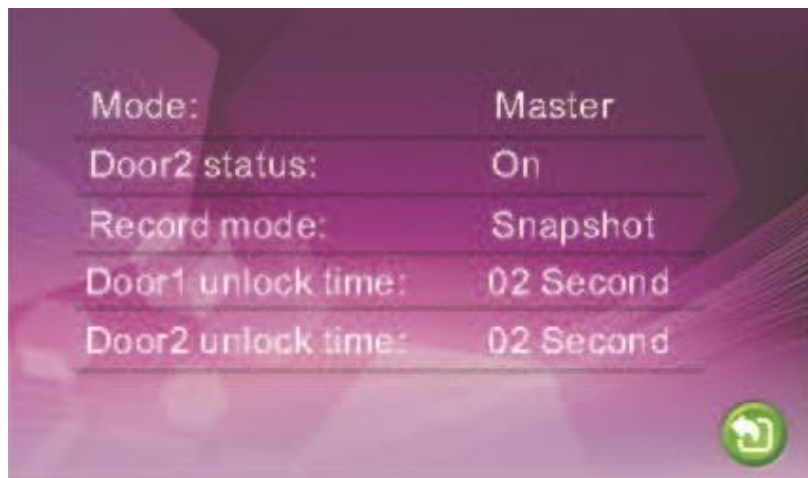 Mode: Master
Door2 status: On
Record mode: Snapshot
Door1 unlock time: 02 Second
Door2 unlock time: 02 Second